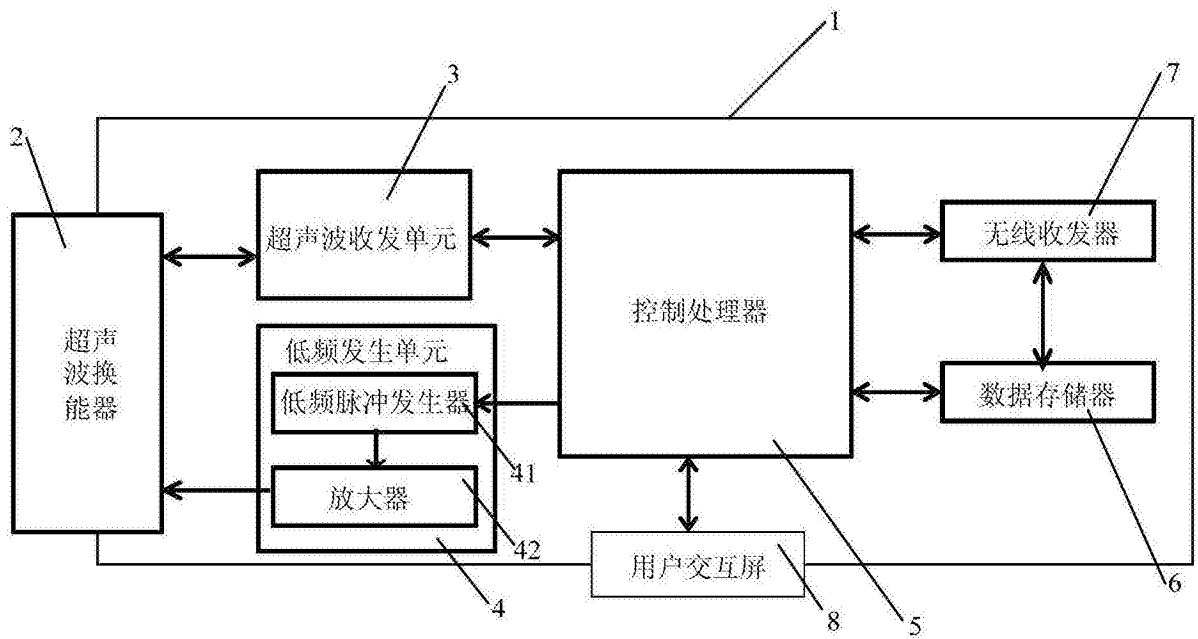 1
2
3
7
超声波收发单元
无线收发器
控制处理器
超声
波换
能器
低频发生单元
低频脉冲发生器
数据存储器
放大器
41
42
用户交互屏
4
8
5
6